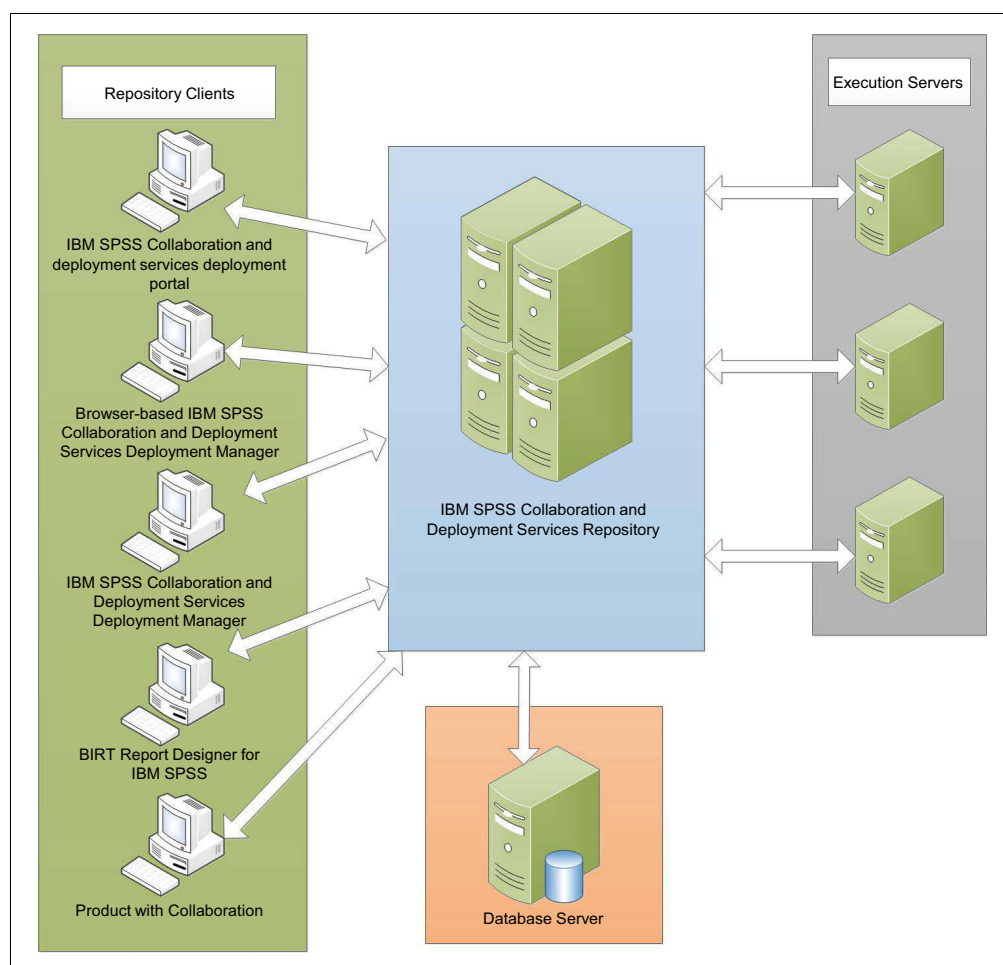 Repository Clients
IBM SPSS Collaboration and
deployment services deployment
portal
Browser-based IBM SPSS
Collaboration and Deployment
Services Deployment Manager
IBM SPSS Collaboration and
Deployment Services
Deployment Manager
BIRT Report Designer for
IBM SPSS
Product with Collaboration
IBM SPSS Collaboration and
Deployment Services Repository
Database Server
Execution Servers